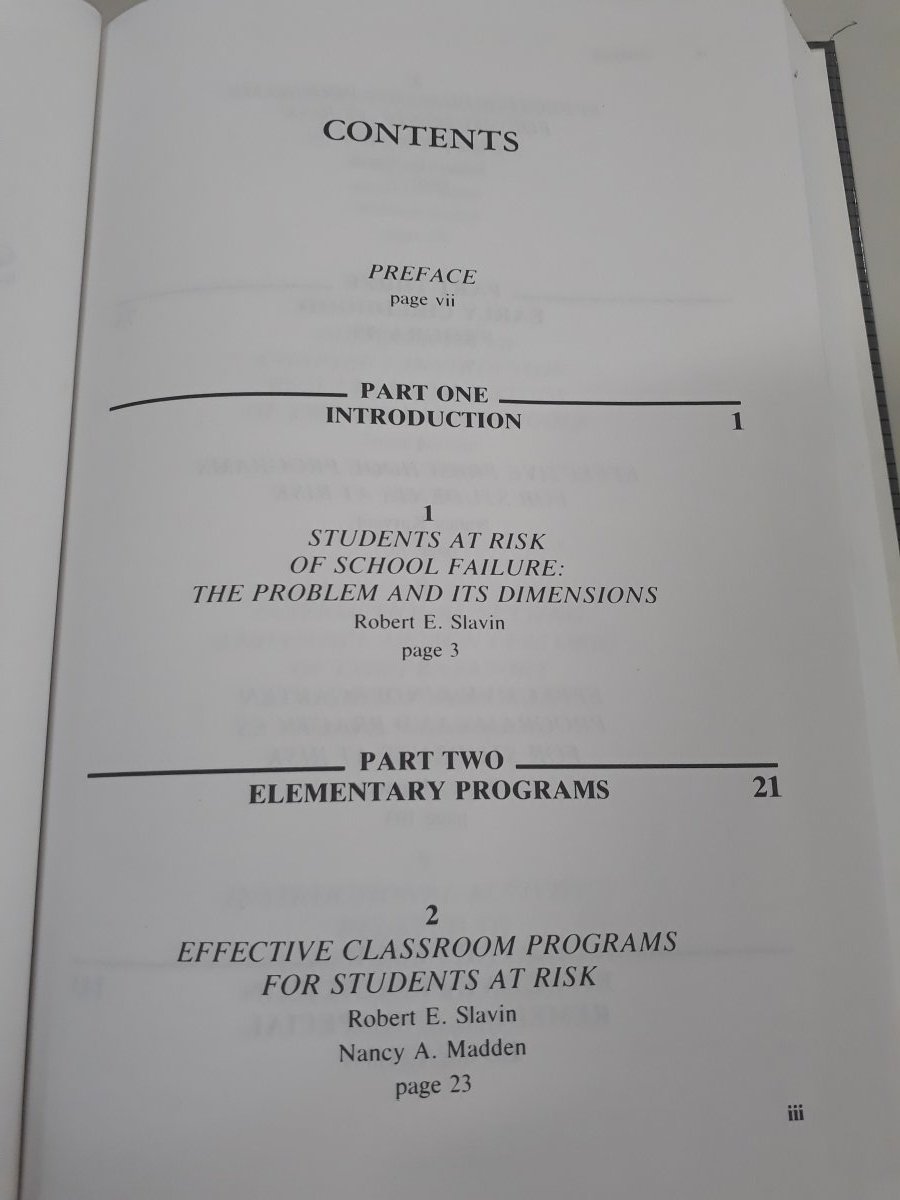 CONTENTS
PREFACE
page vii
PART ONE
INTRODUCTION 1
1
STUDENTS AT RISK
OF SCHOOL FAILURE:
THE PROBLEM AND ITS DIMENSIONS
Robert E. Slavin
page 3
PART TWO
ELEMENTARY PROGRAMS 21
2
EFFECTIVE CLASSROOM PROGRAMS
FOR STUDENTS AT RISK
Robert E. Slavin
Nancy A. Madden
page 23
iii